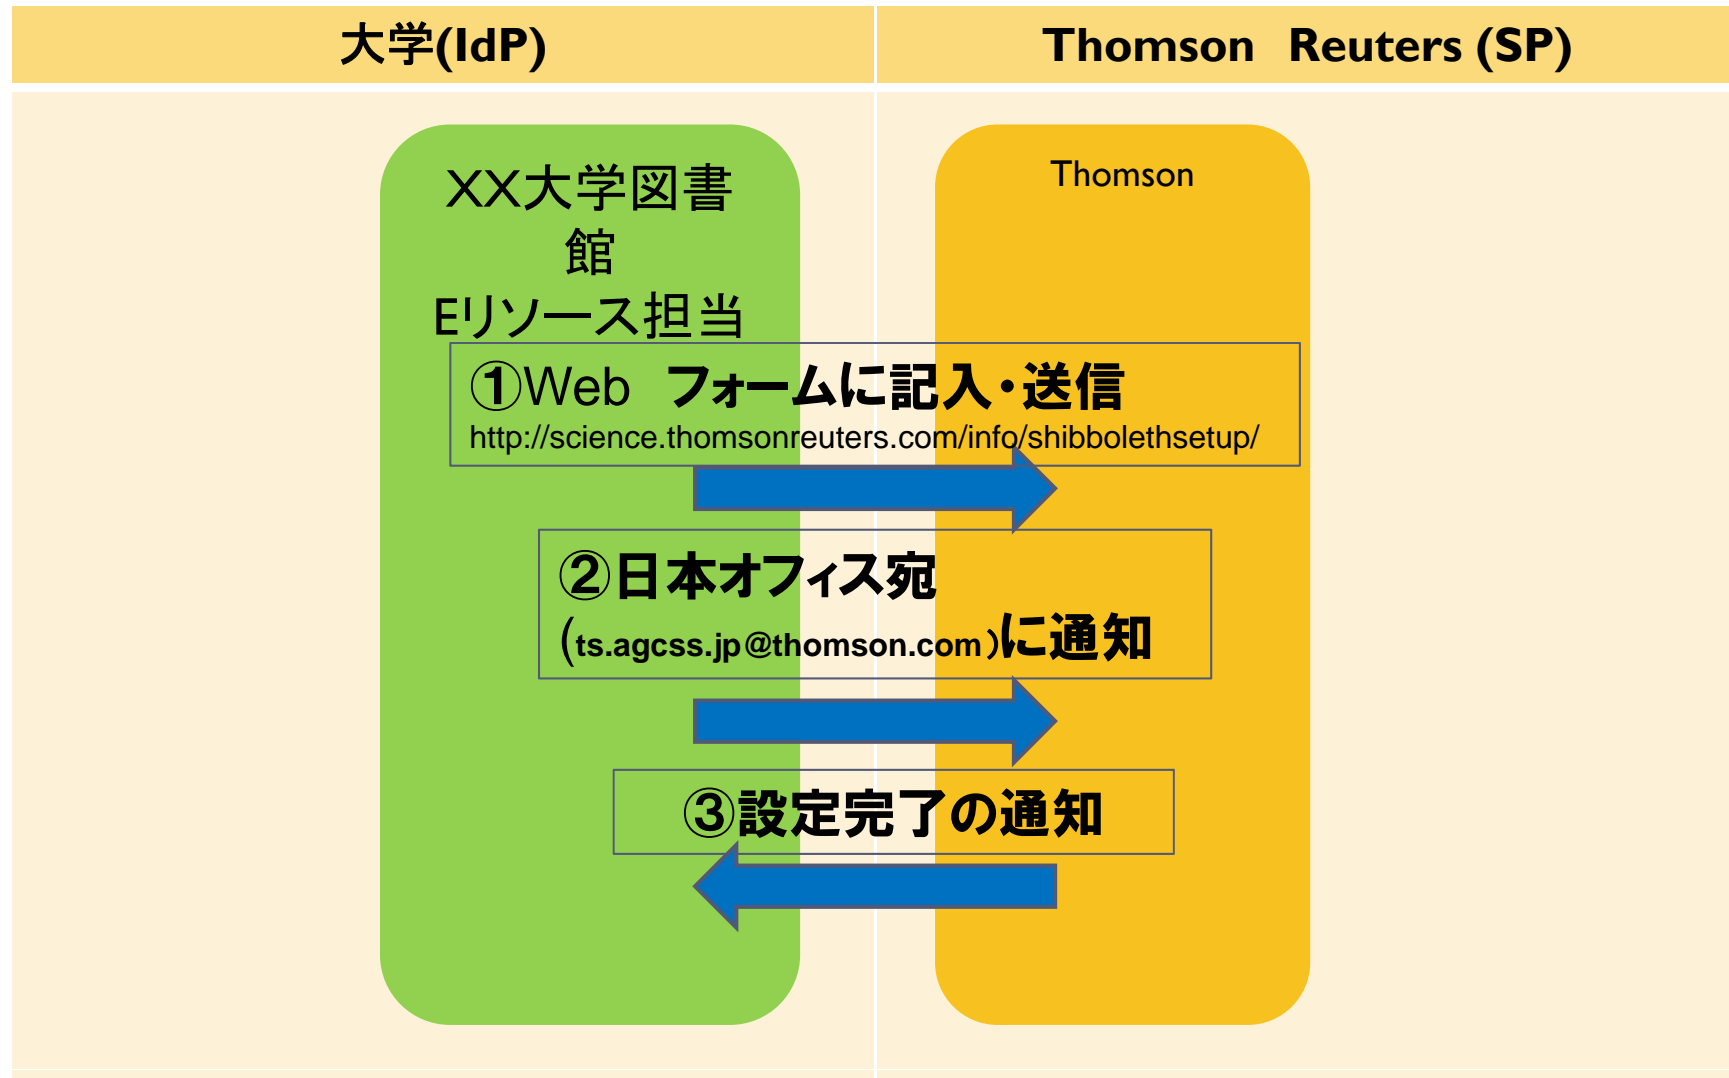 大学(IdP)
Thomson Reuters (SP)
XX大学図書
館
Eリソース担当
Thomson
①Web フォームに記入・送信
http://science.thomsonreuters.com/info/shibbolethsetup/
②日本オフィス宛
(ts.agcss.jp@thomson.com)に通知
③設定完了の通知